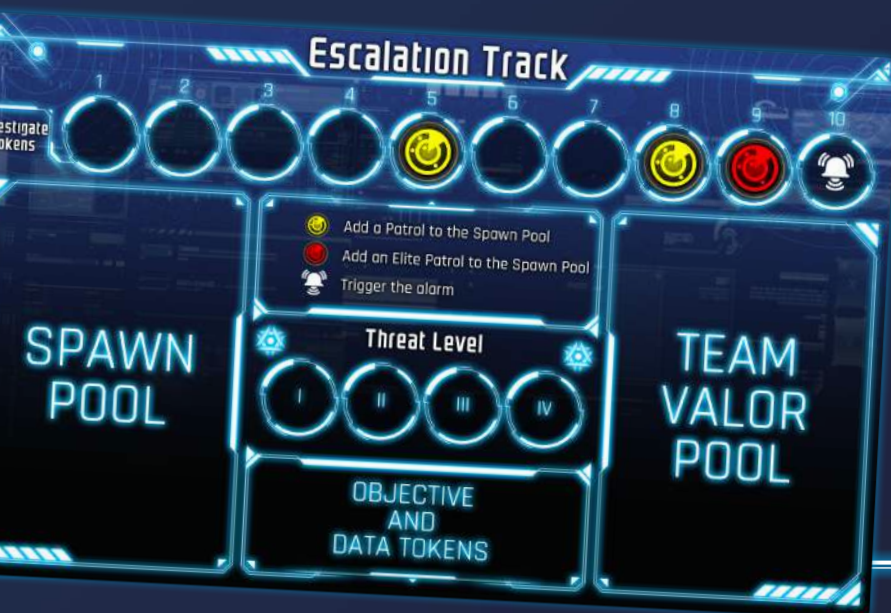 Escalation Track
1 2 3 4 5 6 7 8 9 10
Add a Patrol to the Spawn Pool
Add an Elite Patrol to the Spawn Pool
Trigger the alarm
SPAWN
POOL
Threat Level
I II III IV
OBJECTIVE
AND
DATA TOKENS
TEAM
VALOR
POOL